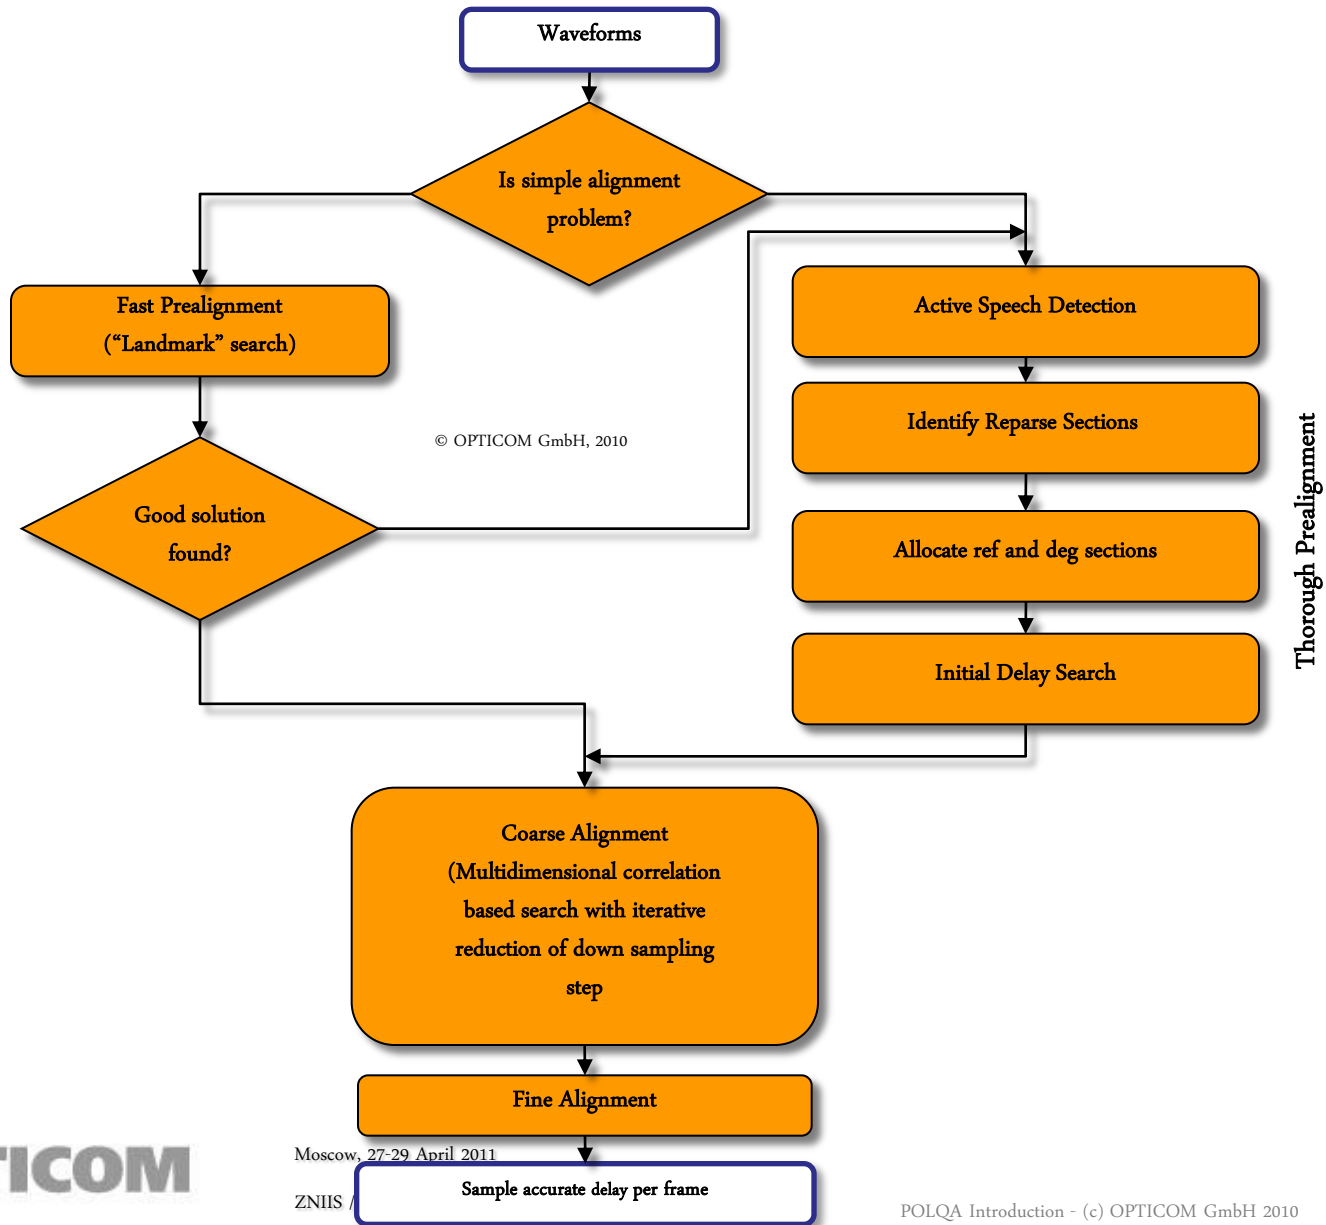 Waveforms
Is simple alignment
problem?
Fast Prealignment
(“Landmark” search)
Active Speech Detection
Identify Reparse Sections
© OPTICOM GmbH, 2010
Good solution
found?
Allocate ref and deg sections
Initial Delay Search
Thorough Prealignment
Coarse Alignment
(Multidimensional correlation
based search with iterative
reduction of down sampling
step
Fine Alignment
TICOM
Moscow, 27-29 April 2011
ZNIIS /
Sample accurate delay per frame
POLQA Introduction - (c) OPTICOM GmbH 2010